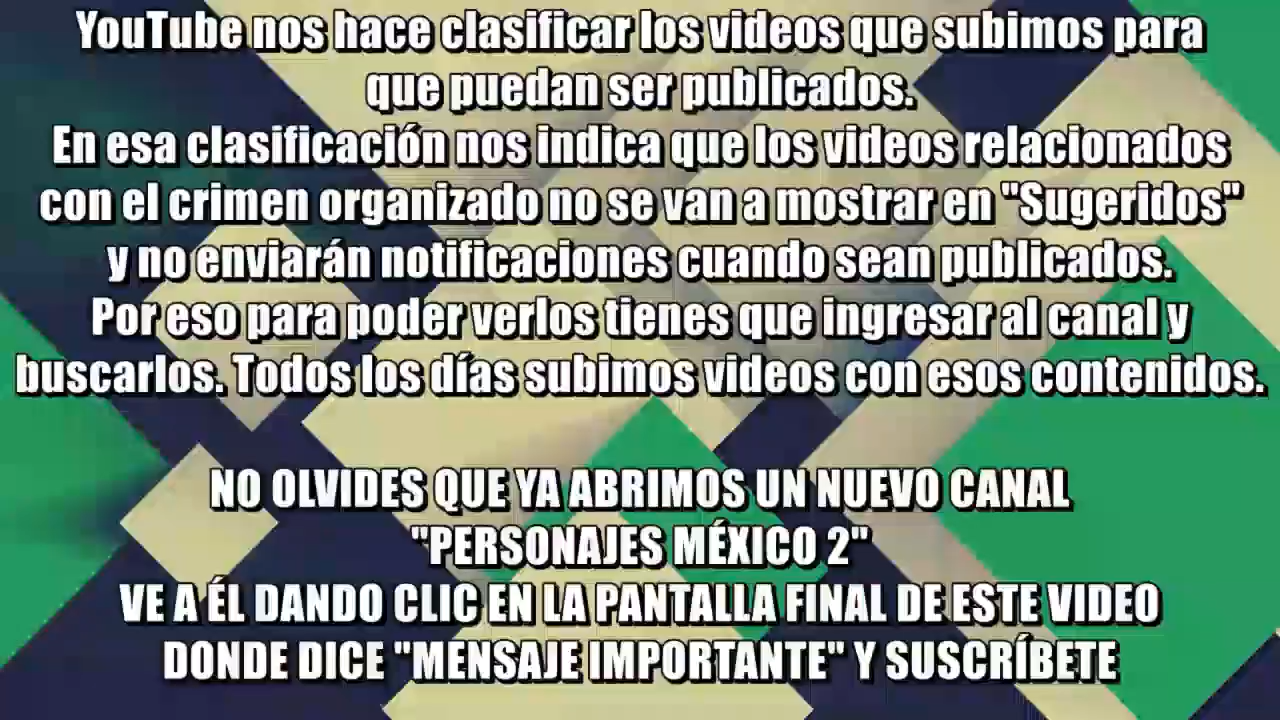 YouTube nos hace clasificar los videos que subimos para
que puedan ser publicados.
En esa clasificación nos indica que los videos relacionados
con el crimen organizado no se van a mostrar en "Sugeridos"
y no enviarán notificaciones cuando sean publicados.
Por eso para poder verlos tienes que ingresar al canal y
buscarlos. Todos los días subimos videos con esos contenidos.
NO OLVIDES QUE YA ABRIMOS UN NUEVO CANAL
"PERSONAJES MÉXICO 2"
VE A ÉL DANDO CLIC EN LA PANTALLA FINAL DE ESTE VIDEO
DONDE DICE "MENSAJE IMPORTANTE" Y SUSCRÍBETE